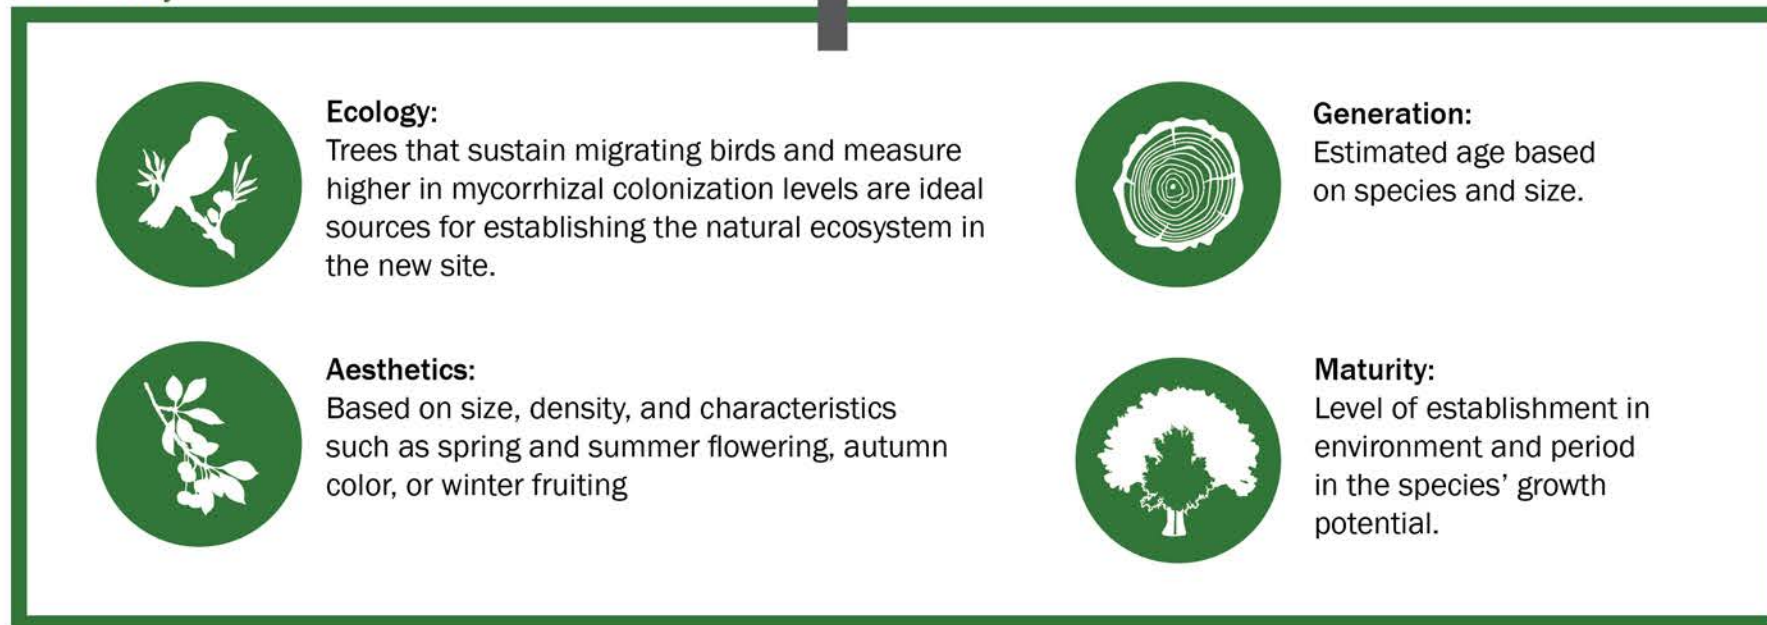 Ecology:
Trees that sustain migrating birds and measure
higher in mycorrhizal colonization levels are ideal
sources for establishing the natural ecosystem in
the new site.
Generation:
Estimated age based
on species and size.
Aesthetics:
Based on size, density, and characteristics
such as spring and summer flowering, autumn
color, or winter fruiting
Maturity:
Level of establishment in
environment and period
in the species’ growth
potential.